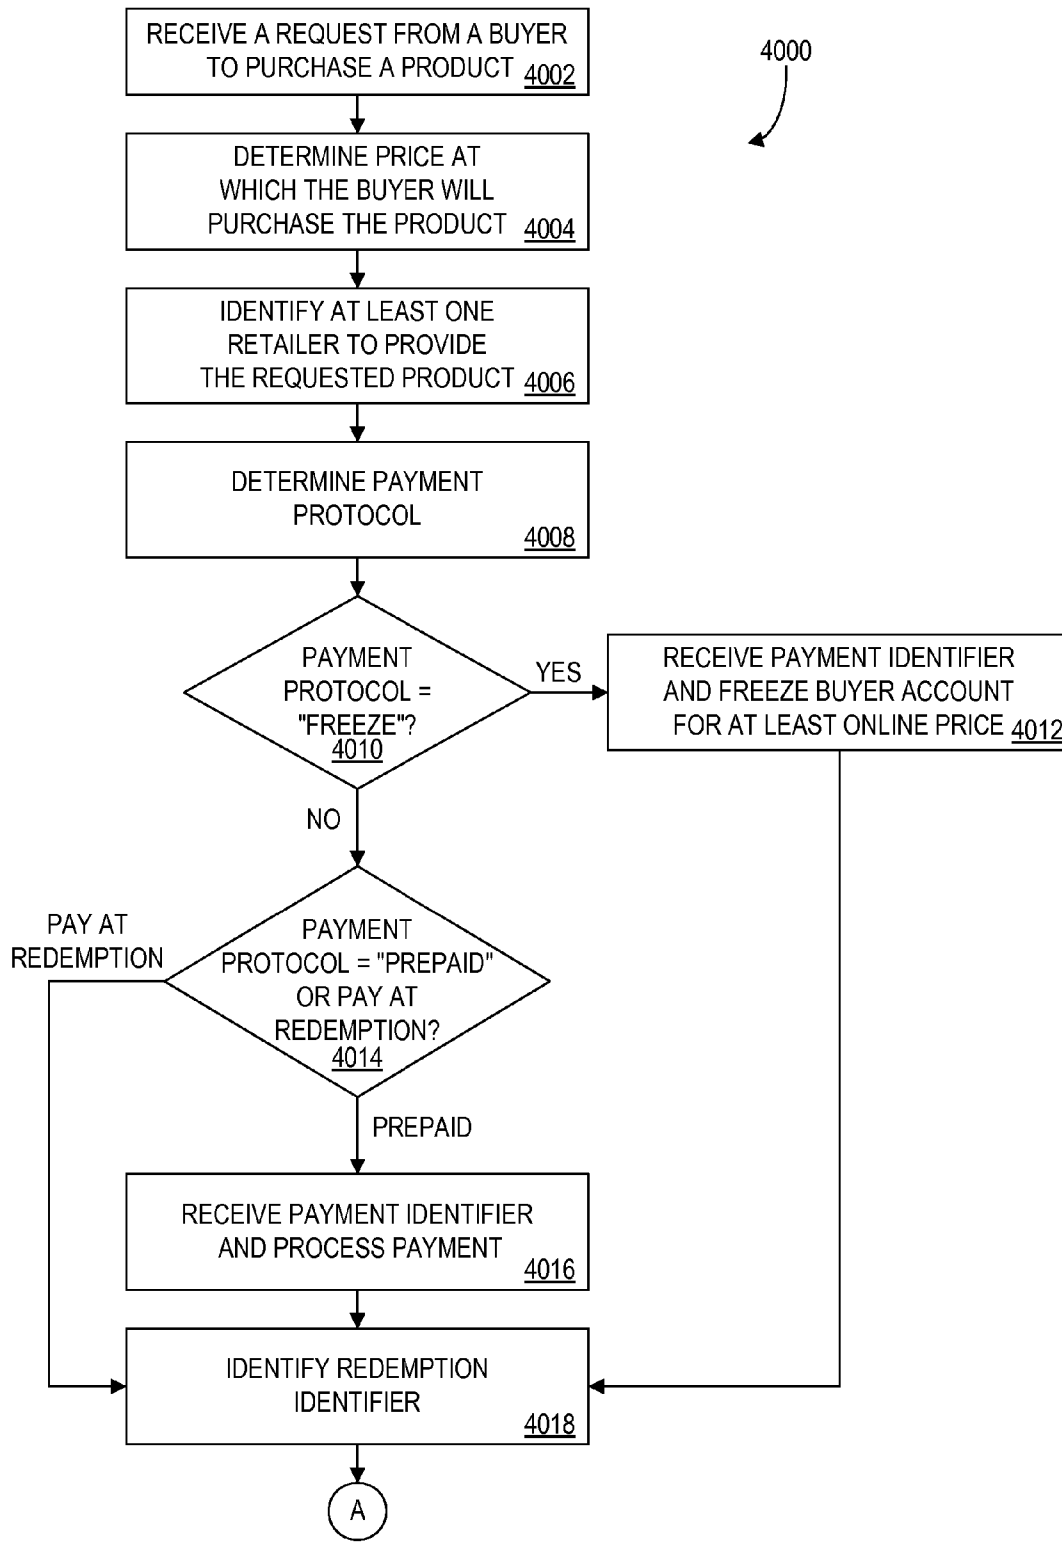 RECEIVE A REQUEST FROM A BUYER
TO PURCHASE A PRODUCT 4002
4000
DETERMINE PRICE AT
WHICH THE BUYER WILL
PURCHASE THE PRODUCT 4004
IDENTIFY AT LEAST ONE
RETAILER TO PROVIDE
THE REQUESTED PRODUCT 4006
DETERMINE PAYMENT
PROTOCOL
4008
PAYMENT
PROTOCOL =
"FREEZE"?
4010
YES
RECEIVE PAYMENT IDENTIFIER
AND FREEZE BUYER ACCOUNT
FOR AT LEAST ONLINE PRICE 4012
NO
PAY AT
REDEMPTION
PAYMENT
PROTOCOL = "PREPAID"
OR PAY AT
REDEMPTION?
4014
PREPAID
RECEIVE PAYMENT IDENTIFIER
AND PROCESS PAYMENT
4016
IDENTIFY REDEMPTION
IDENTIFIER
4018
A